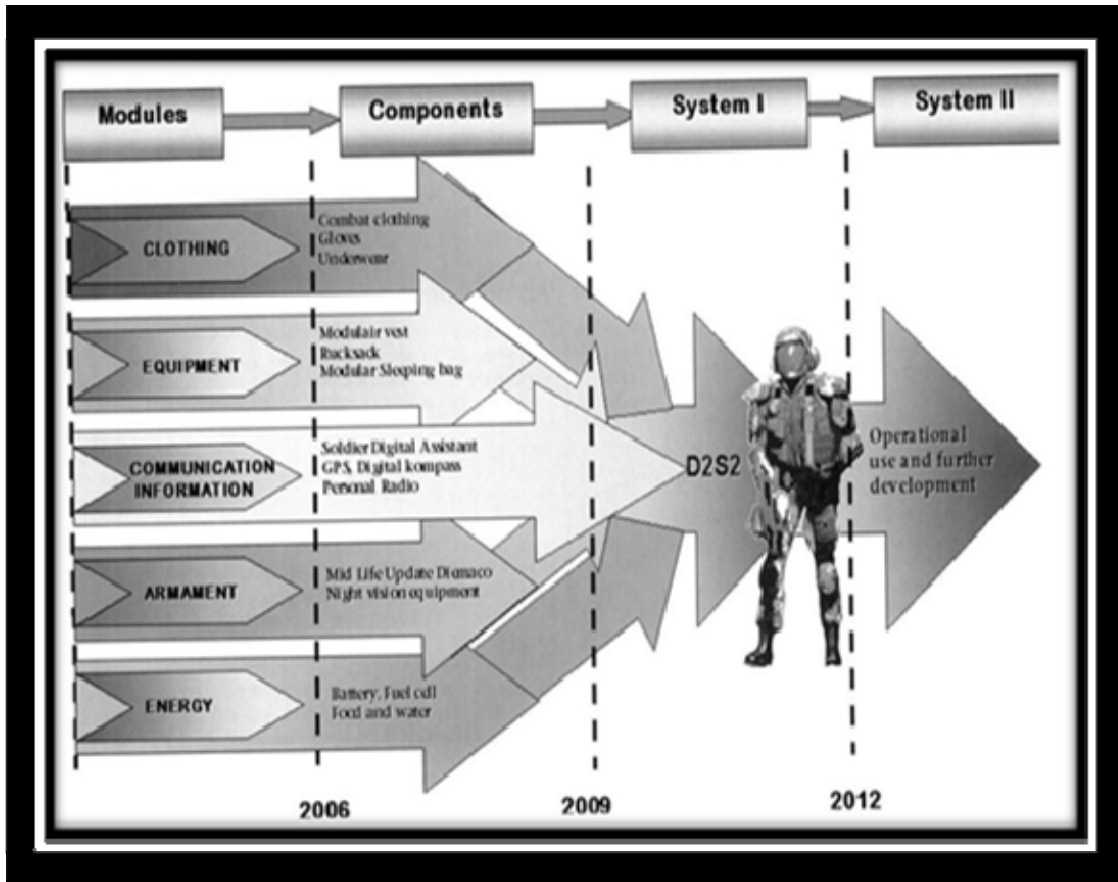 Modules
Components
System I
System II
CLOTHING
Combat clothing
Gloves
Underwear
EQUIPMENT
Modulair vest
Rucksack
Modular Sleeping bag
COMMUNICATION
INFORMATION
Soldier Digital Assistant
GPS, Digital kompass
Personal Radio
ARMAMENT
Mid Life Update Diemaco
Night vision equipment
ENERGY
Battery, Fuel cell
Food and water
D2S2
Operational
use and further
development
2006
2009
2012